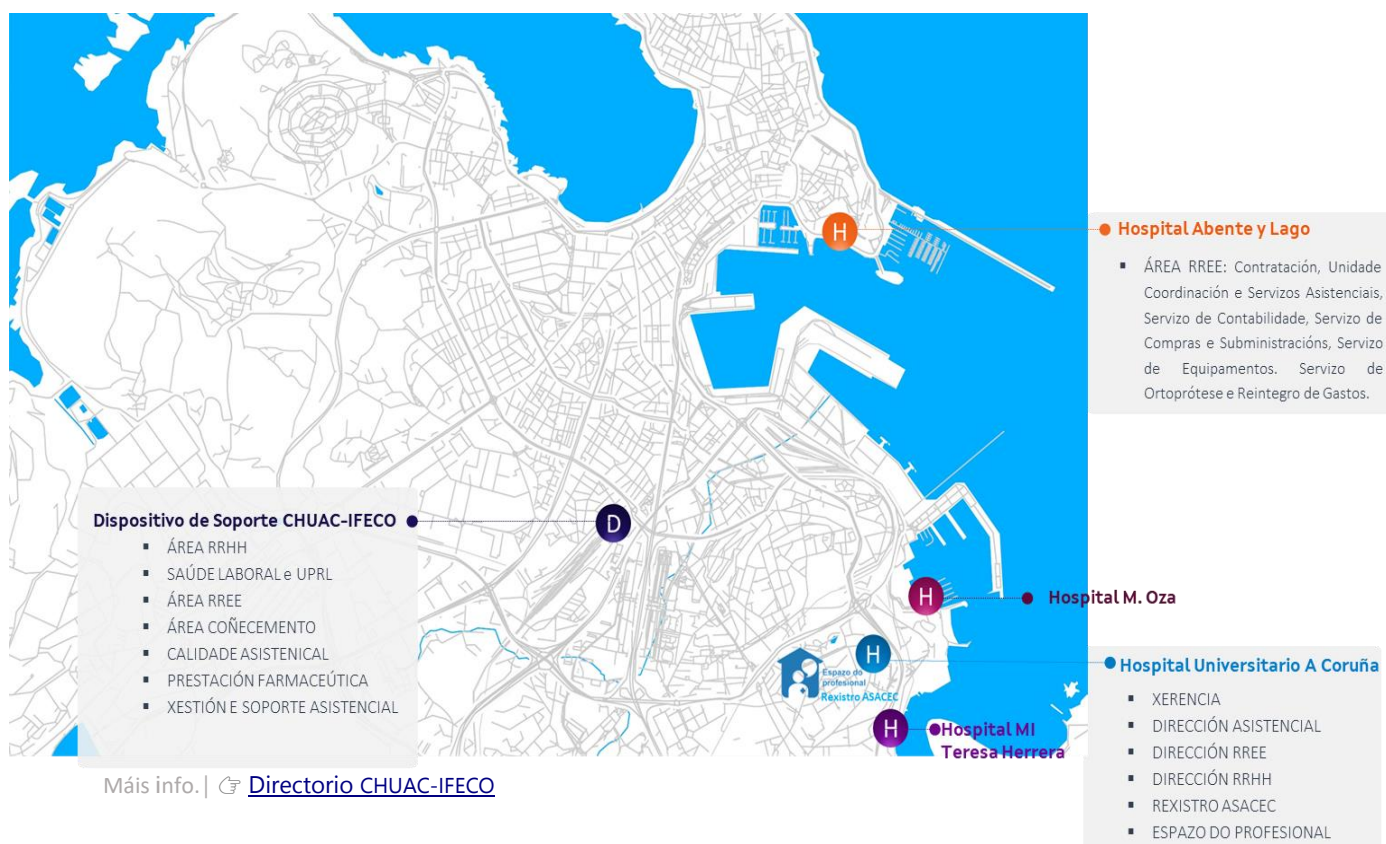 H
Hospital Abente y Lago
▪ ÁREA RREE: Contratación, Unidade
Coordinación e Servizos Asistenciais,
Servizo de Contabilidade, Servizo de
Compras e Subministracións, Servizo
de Equipamentos. Servizo de
Ortoprótese e Reintegro de Gastos.
Dispositivo de Soporte CHUAC-IFECO
D
▪ ÁREA RRHH
▪ SAÚDE LABORAL e UPRL
▪ ÁREA RREE
▪ ÁREA COÑECEMENTO
▪ CALIDADE ASISTENICAL
▪ PRESTACIÓN FARMACEÚTICA
▪ XESTIÓN E SOPORTE ASISTENCIAL
H
Hospital M. Oza
H
Espazo do
profesional
Rexistro ASACEC
Hospital Universitario A Coruña
▪ XERENCIA
▪ DIRECCIÓN ASISTENCIAL
▪ DIRECCIÓN RREE
▪ DIRECCIÓN RRHH
▪ REXISTRO ASACEC
▪ ESPAZO DO PROFESIONAL
H
Hospital MI
Teresa Herrera
Máis info.| ☞ Directorio CHUAC-IFECO